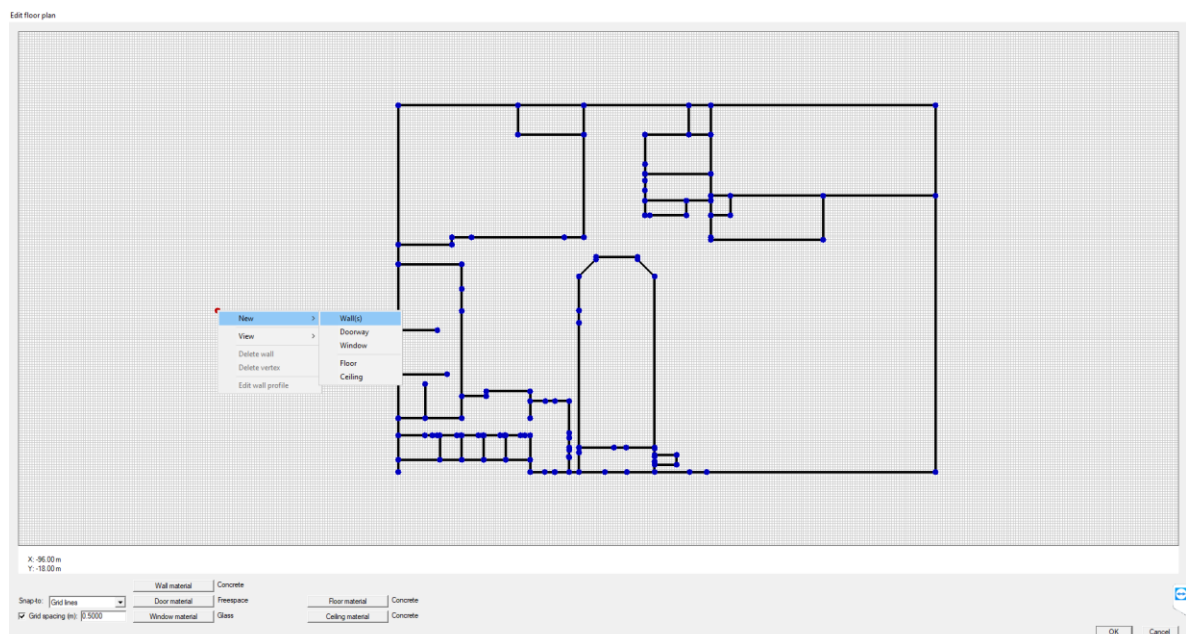 Edit floor plan
New > Wall(s)
Doorway
View > Window
Delete wall Floor
Delete vertex Ceiling
Edit wall profile
X: -96.00 m
Y: -18.00 m
Wall material Concrete
Snap-to: Grid lines Door material Freespace Floor material Concrete
Grid spacing (m): 0.5000 Window material Glass Ceiling material Concrete
OK Cancel